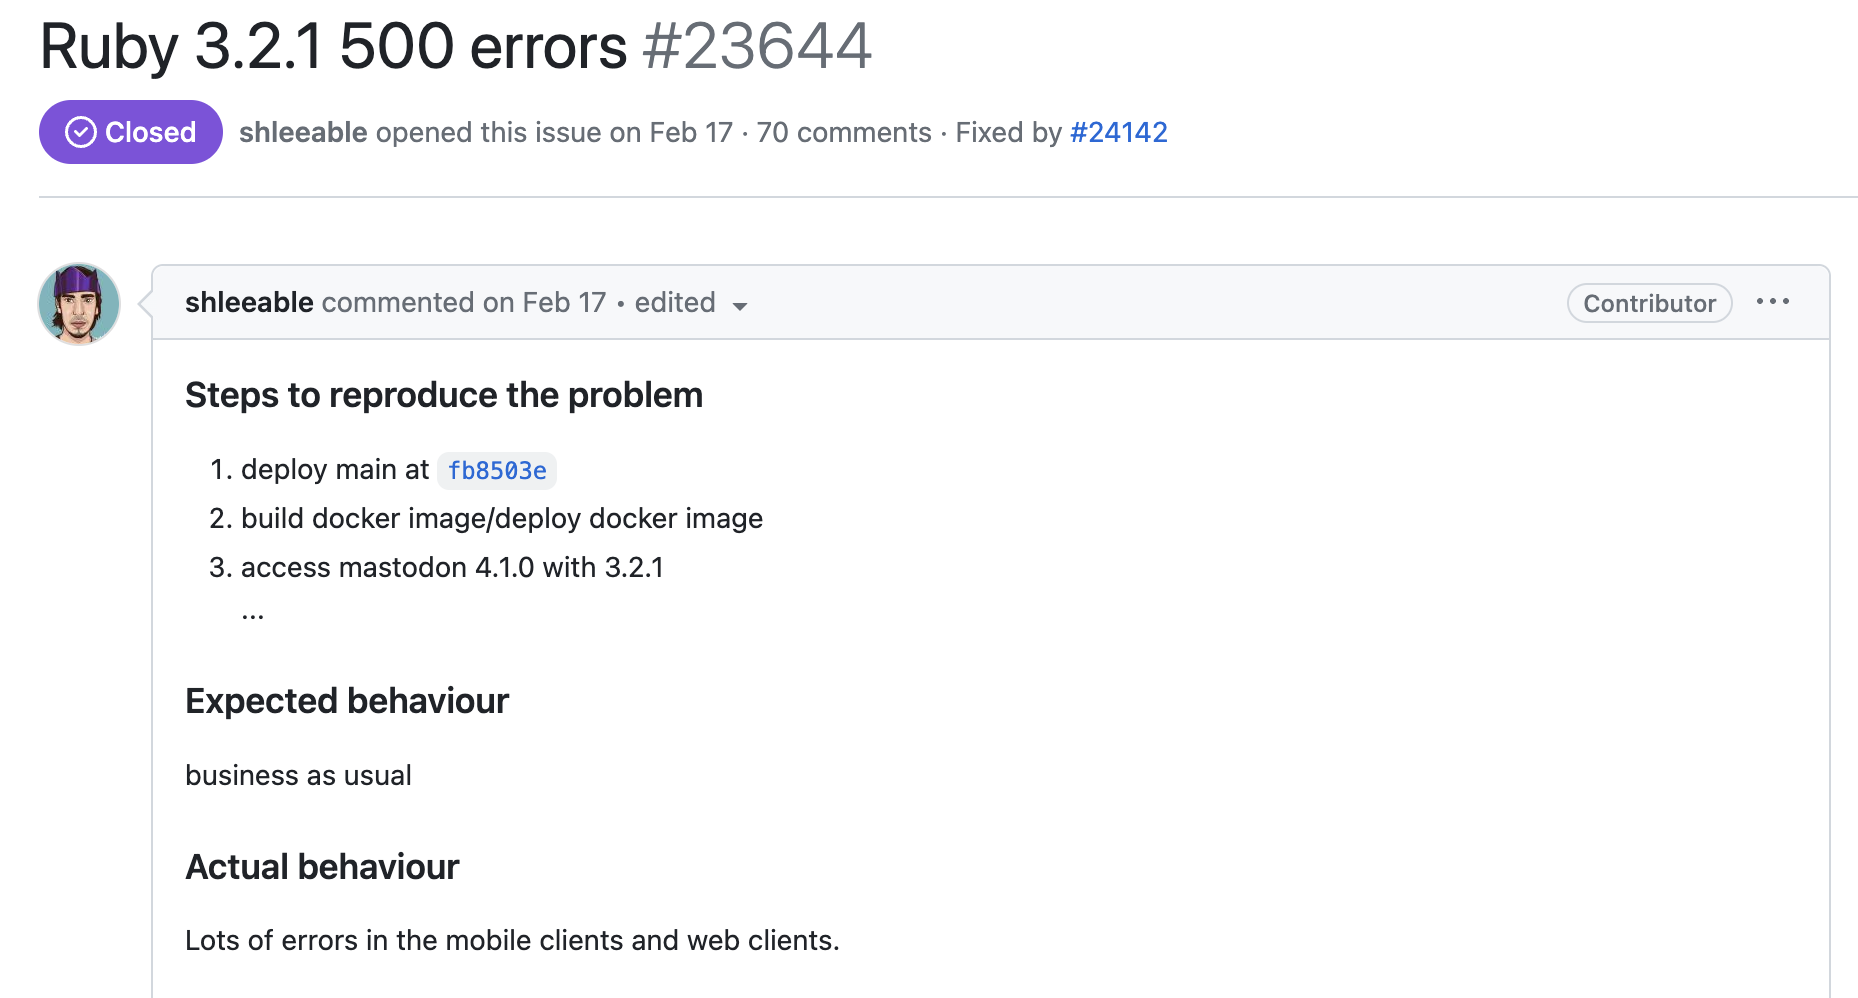 Ruby 3.2.1 500 errors #23644
Closed shleeable opened this issue on Feb 17 · 70 comments · Fixed by #24142
shleeable commented on Feb 17 • edited Contributor ···
Steps to reproduce the problem
1. deploy main at fb8503e
2. build docker image/deploy docker image
3. access mastodon 4.1.0 with 3.2.1
...
Expected behaviour
business as usual
Actual behaviour
Lots of errors in the mobile clients and web clients.